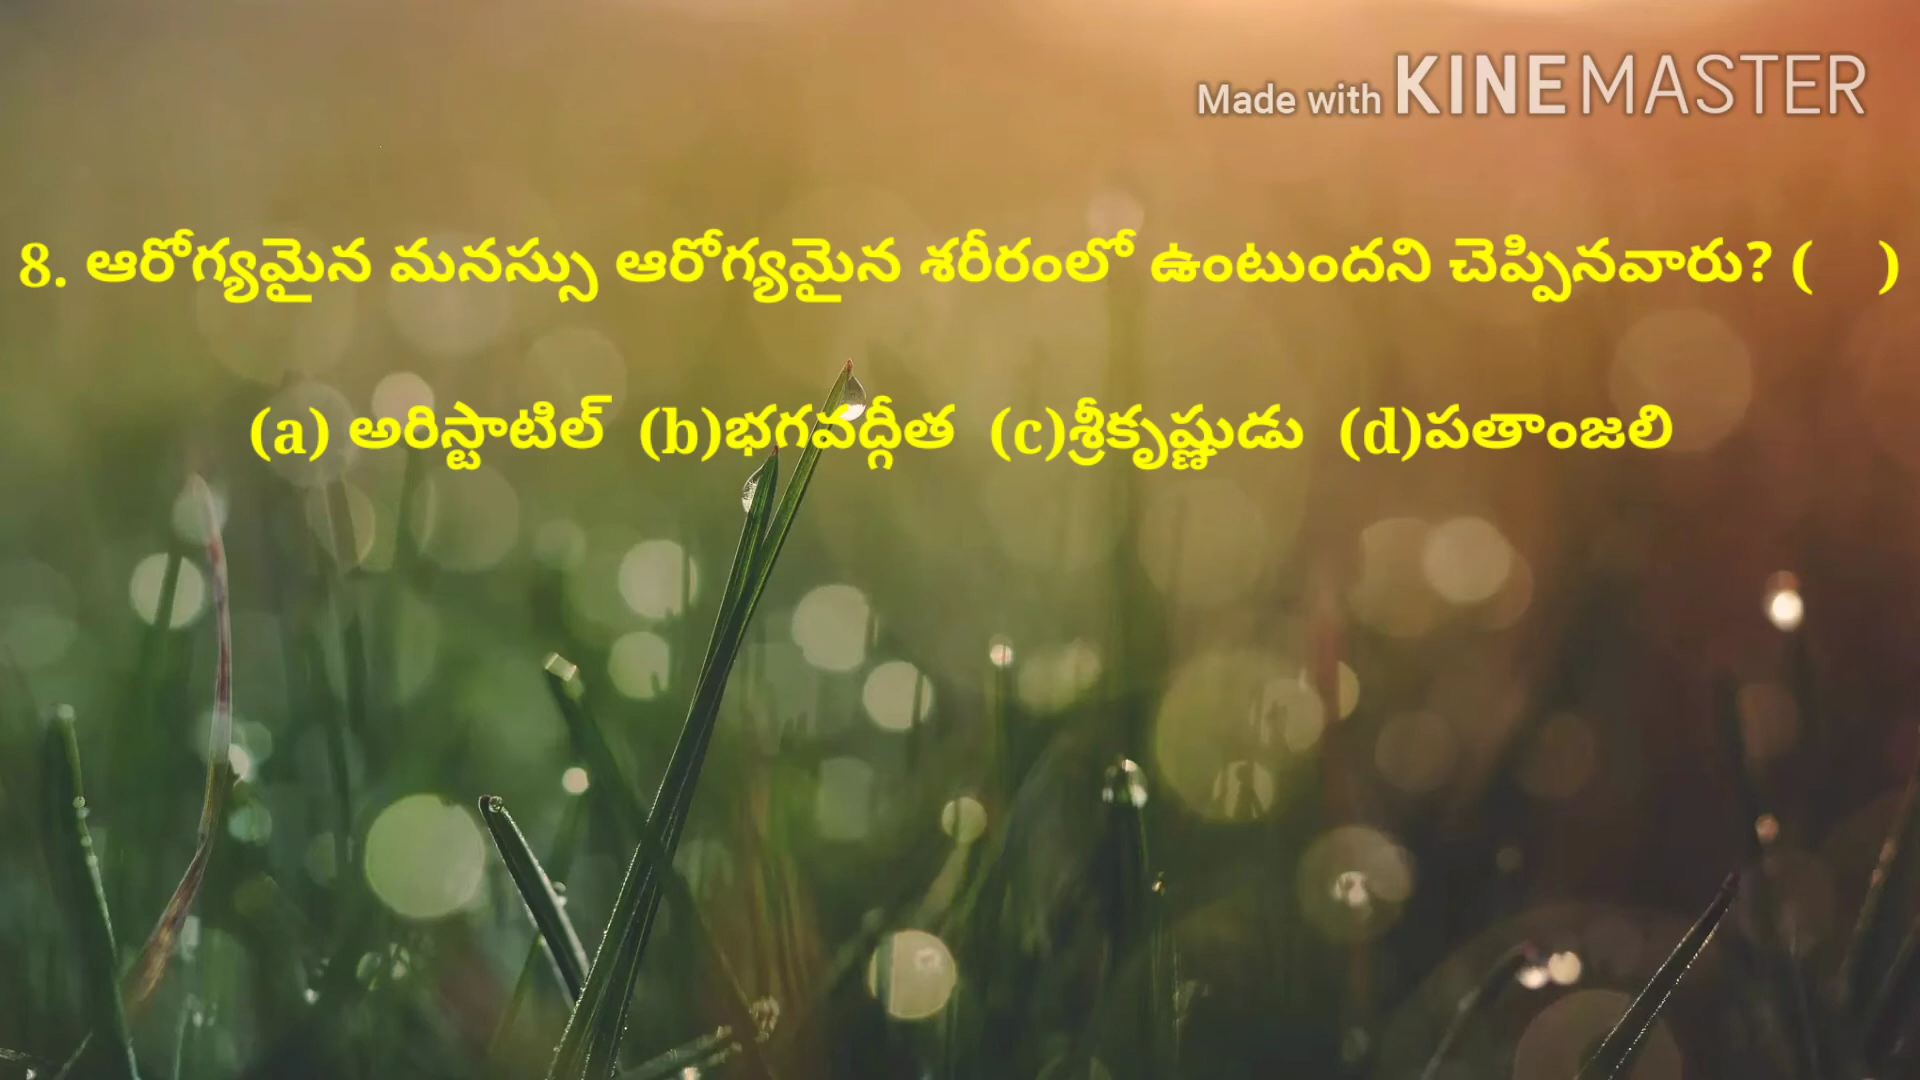 Made with KINEMASTER
8. ఆరోగ్యమైన మనస్సు ఆరోగ్యమైన శరీరంలో ఉంటుందని చెప్పినవారు? ( )
(a) అరిస్టాటిల్ (b)భగవద్గీత (c)శ్రీకృష్ణుడు (d)పతాంజలి